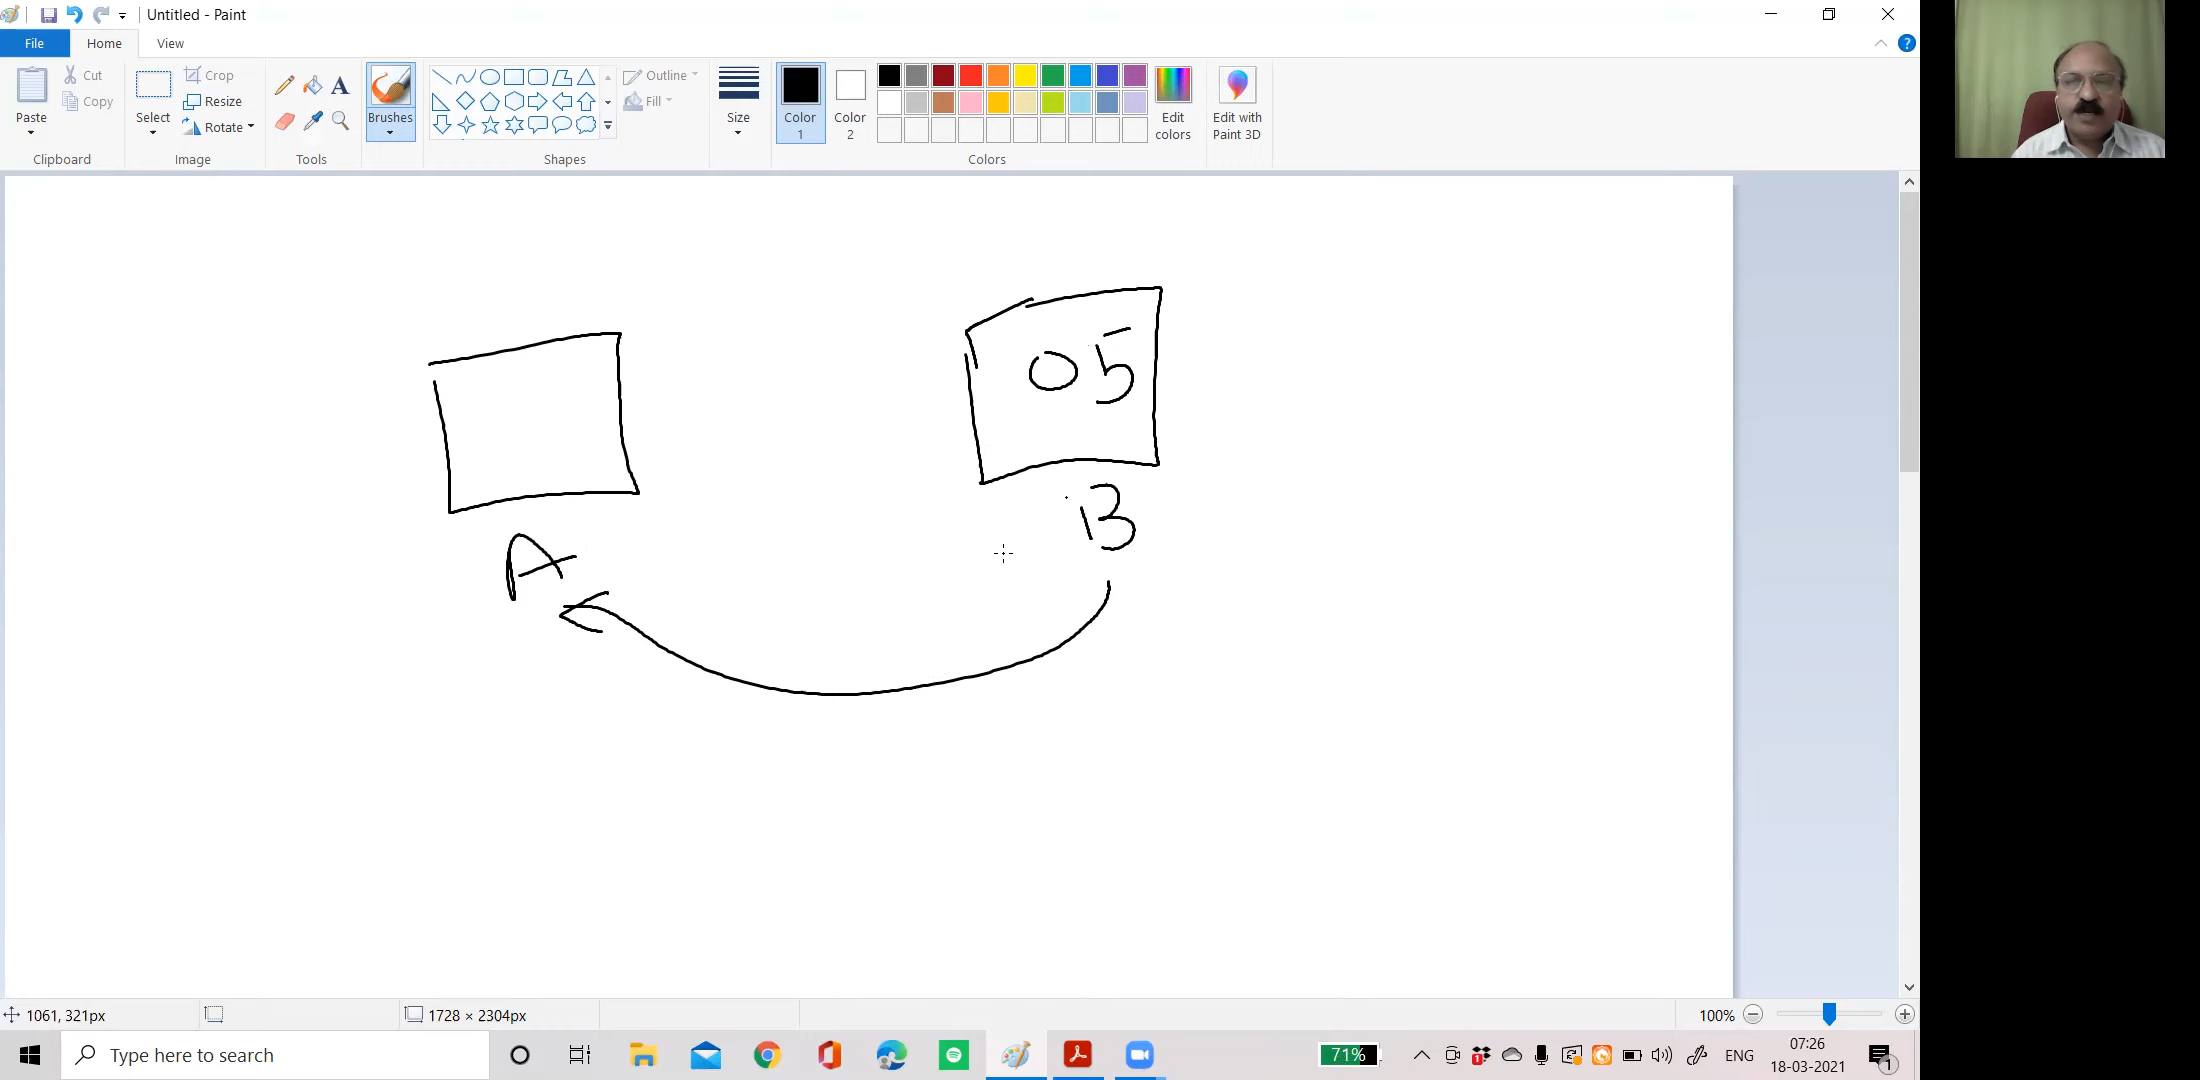 Untitled - Paint
File Home View
Paste
Cut
Copy
Clipboard
Select
Crop
Resize
Rotate
Image
Tools
Brushes
Outline
Fill
Shapes
Size
Color 1
Color 2
Edit colors
Colors
Edit with Paint 3D
05
A
B
1061, 321px
1728 × 2304px
100%
Type here to search
71%
ENG
07:26
18-03-2021
1